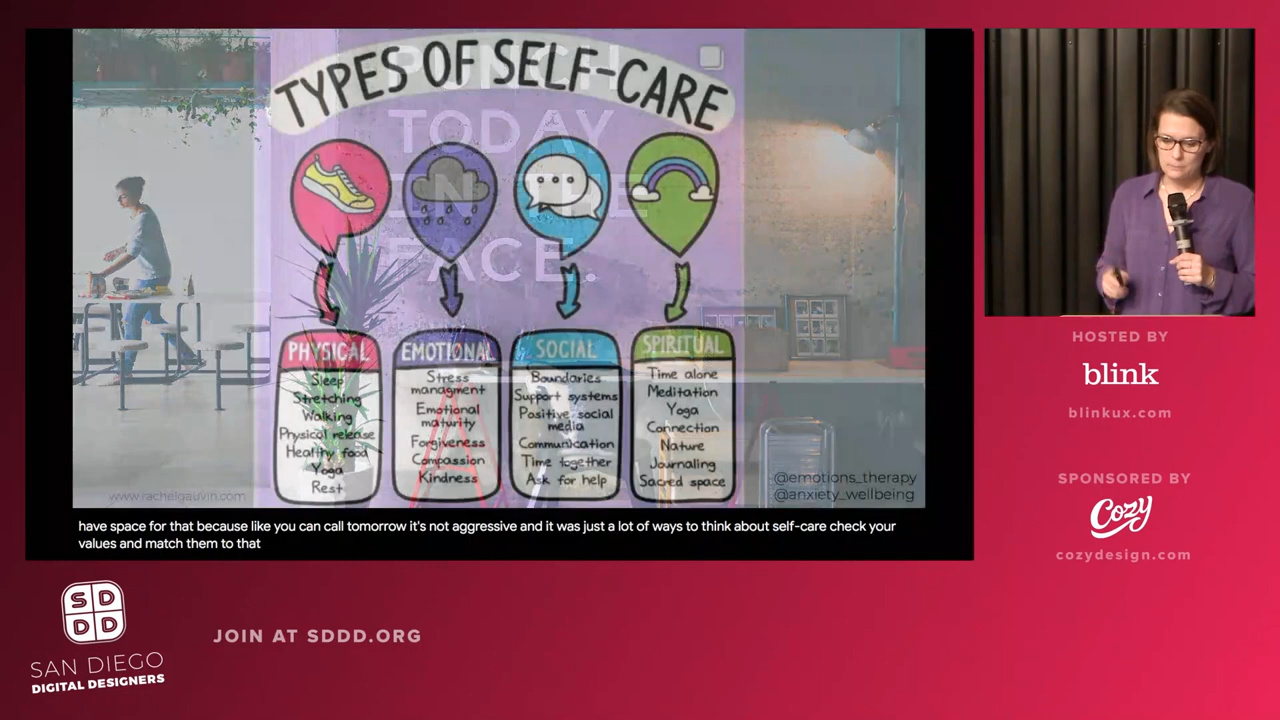 TYPES OF SELF-CARE
PUNCH
TODAY
IN THE
FACE.
PHYSICAL
Sleep
Stretching
Walking
Physical release
Healthy food
Yoga
Rest
EMOTIONAL
Stress
managment
Emotional
maturity
Forgiveness
Compassion
Kindness
SOCIAL
Boundaries
Support systems
Positive social
media
Communication
Time together
Ask for help
SPIRITUAL
Time alone
Meditation
Yoga
Connection
Nature
Journaling
Sacred space
www.rachelgauvin.com
@emotions_therapy
@anxiety_wellbeing
have space for that because like you can call tomorrow it's not aggressive and it was just a lot of ways to think about self-care check your
values and match them to that
HOSTED BY
blink
blinkux.com
SPONSORED BY
Cozy
cozydesign.com
SD
DD
SAN DIEGO
DIGITAL DESIGNERS
JOIN AT SDDD.ORG